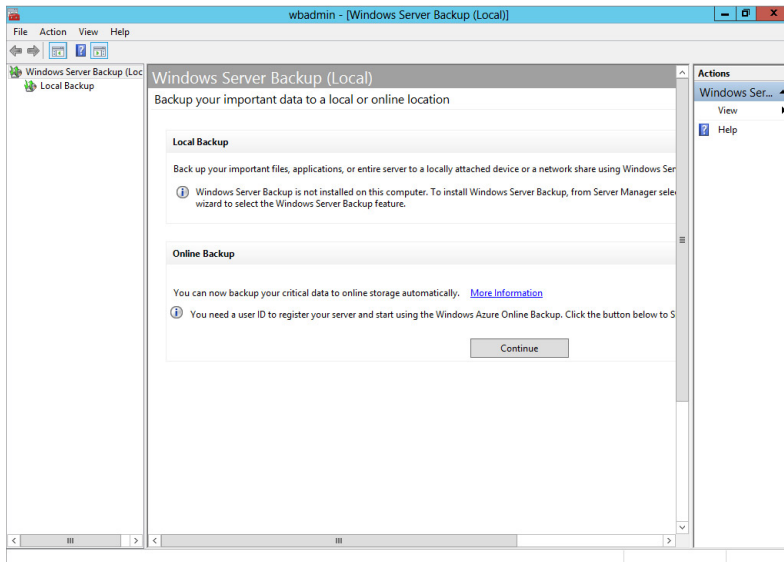 wbadmin - [Windows Server Backup (Local)]
File Action View Help
Windows Server Backup (Loc
Local Backup
Windows Server Backup (Local)
Backup your important data to a local or online location
Local Backup
Back up your important files, applications, or entire server to a locally attached device or a network share using Windows Ser
Windows Server Backup is not installed on this computer. To install Windows Server Backup, from Server Manager sele
wizard to select the Windows Server Backup feature.
Online Backup
You can now backup your critical data to online storage automatically. More Information
You need a user ID to register your server and start using the Windows Azure Online Backup. Click the button below to S
Continue
Actions
Windows Ser...
View
Help